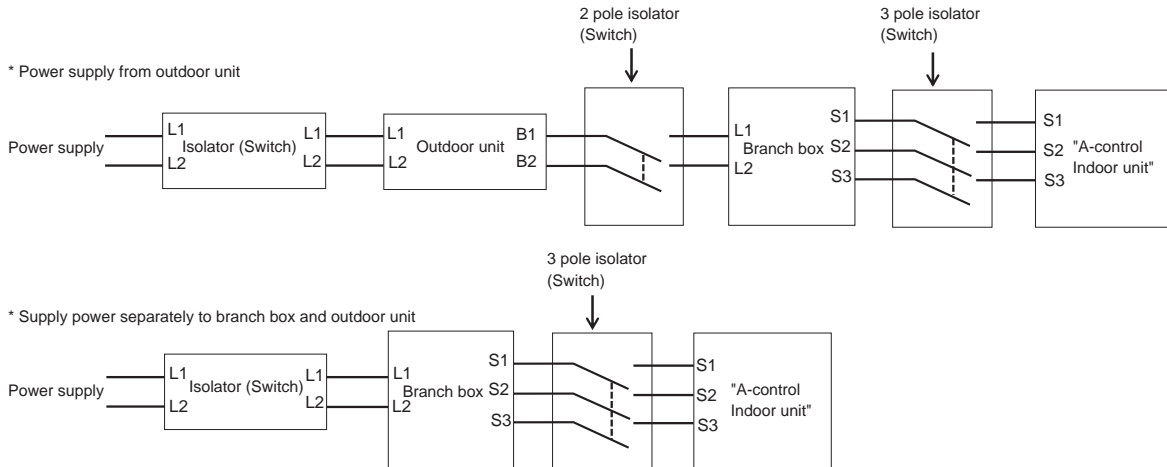 2 pole isolator
(Switch)
3 pole isolator
(Switch)
* Power supply from outdoor unit
Power supply
L1
L2
Isolator (Switch)
L1
L2
L1
L2
Outdoor unit
B1
B2
L1
L2
Branch box
S1
S2
S3
S1
S2
S3
"A-control
Indoor unit"
3 pole isolator
(Switch)
* Supply power separately to branch box and outdoor unit
Power supply
L1
L2
Isolator (Switch)
L1
L2
L1
L2
Branch box
S1
S2
S3
S1
S2
S3
"A-control
Indoor unit"